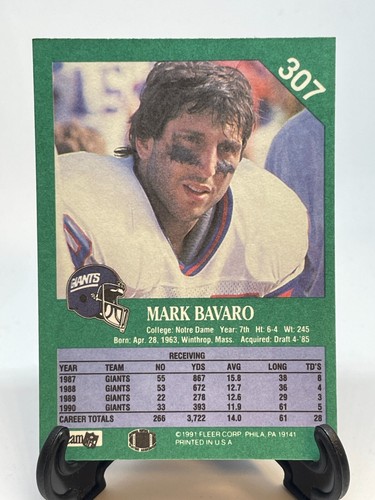 307
GIANTS
MARK BAVARO
College: Notre Dame Year: 7th Ht: 6-4 Wt: 245
Born: Apr. 28, 1963, Winthrop, Mass. Acquired: Draft 4-'85
RECEIVING
YEAR TEAM NO YDS AVG LONG TD'S
1987 GIANTS 55 867 15.8 38 8
1988 GIANTS 53 672 12.7 36 4
1989 GIANTS 22 278 12.6 29 3
1990 GIANTS 33 393 11.9 61 5
CAREER TOTALS 266 3,722 14.0 61 28
am NFL
©1991 FLEER CORP. PHILA, PA 19141
PRINTED IN U.S.A